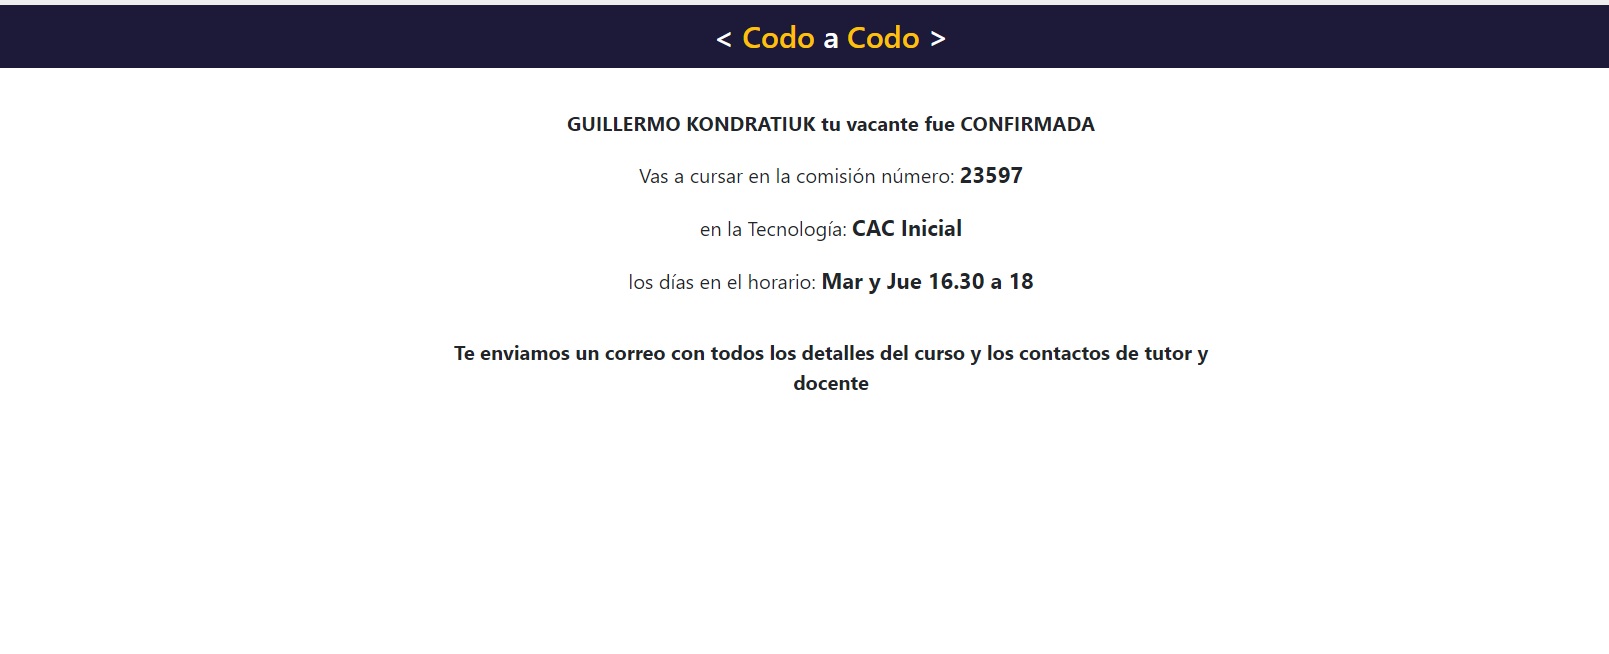 < Codo a Codo >
GUILLERMO KONDRATIUK tu vacante fue CONFIRMADA
Vas a cursar en la comisión número: 23597
en la Tecnología: CAC Inicial
los días en el horario: Mar y Jue 16.30 a 18
Te enviamos un correo con todos los detalles del curso y los contactos de tutor y
docente